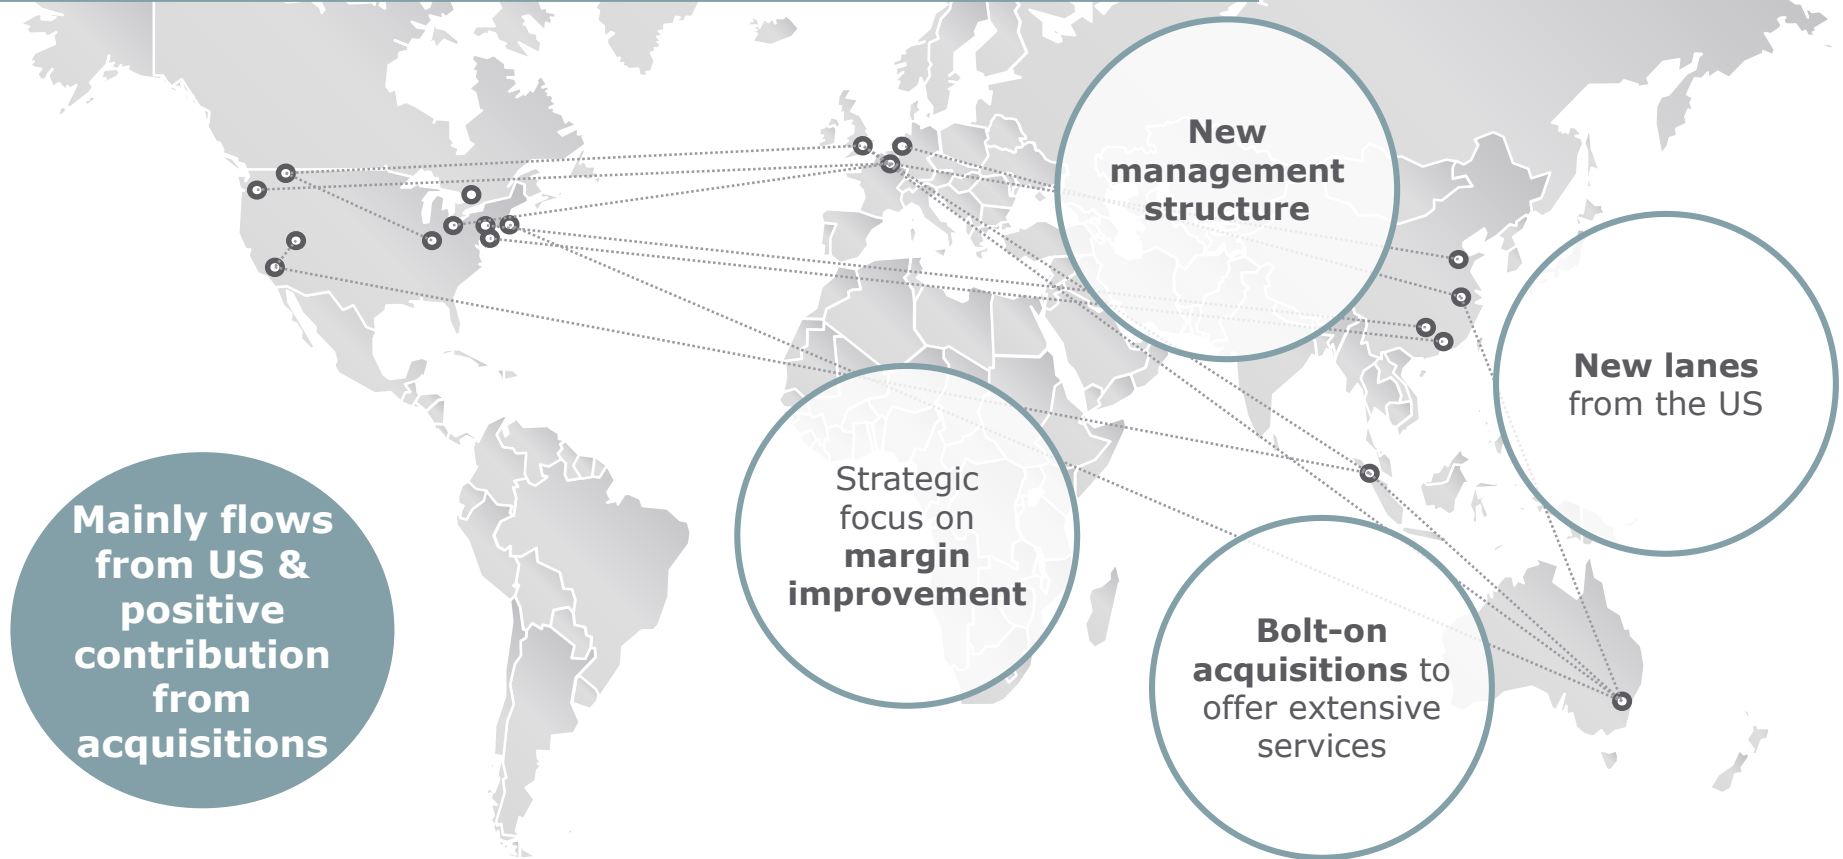 New
management
structure
New lanes
from the US
Strategic
focus on
margin
improvement
Mainly flows
from US &
positive
contribution
from
acquisitions
Bolt-on
acquisitions to
offer extensive
services